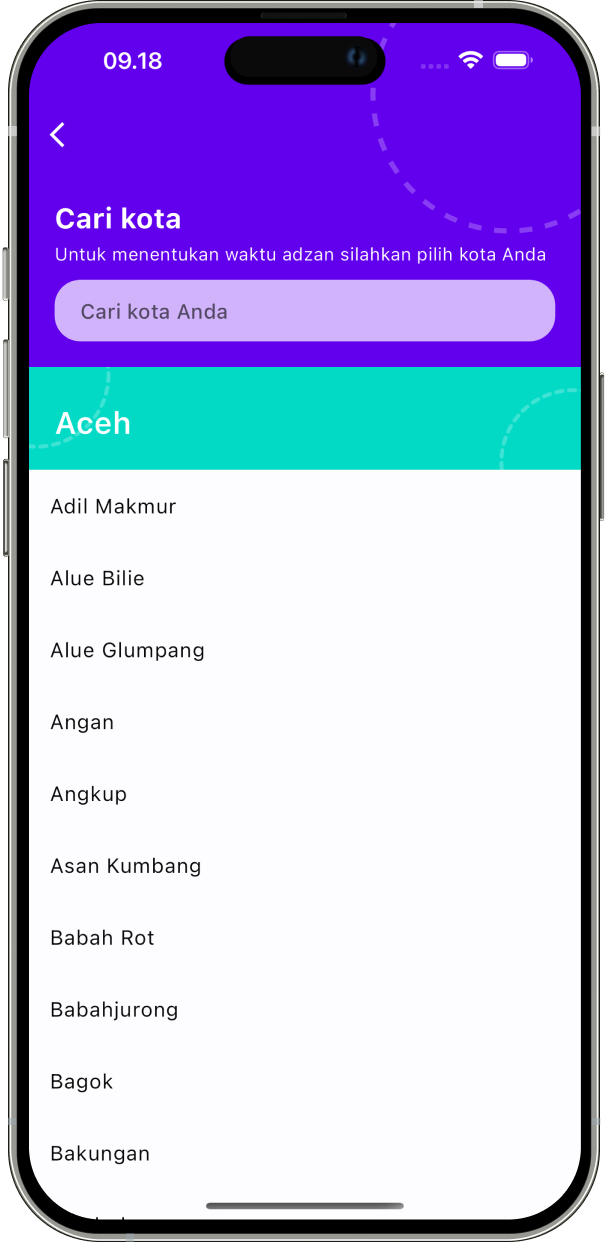 09.18
Cari kota
Untuk menentukan waktu adzan silahkan pilih kota Anda
Cari kota Anda
Aceh
Adil Makmur
Alue Bilie
Alue Glumpang
Angan
Angkup
Asan Kumbang
Babah Rot
Babahjurong
Bagok
Bakungan